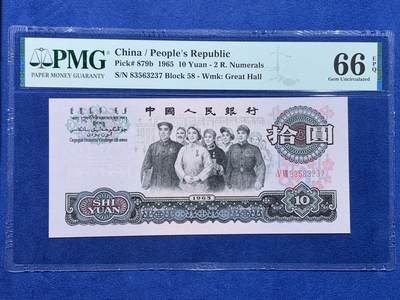 PMG
PAPER MONEY GUARANTY
China / People's Republic
Pick# 879b 1965 10 Yuan - 2 R. Numerals
S/N 83563237 Block 58 - Wmk: Great Hall
66 EPQ
Gem Uncirculated
中國人民銀行
拾圓
83563237
1965
SHI
YUAN
10